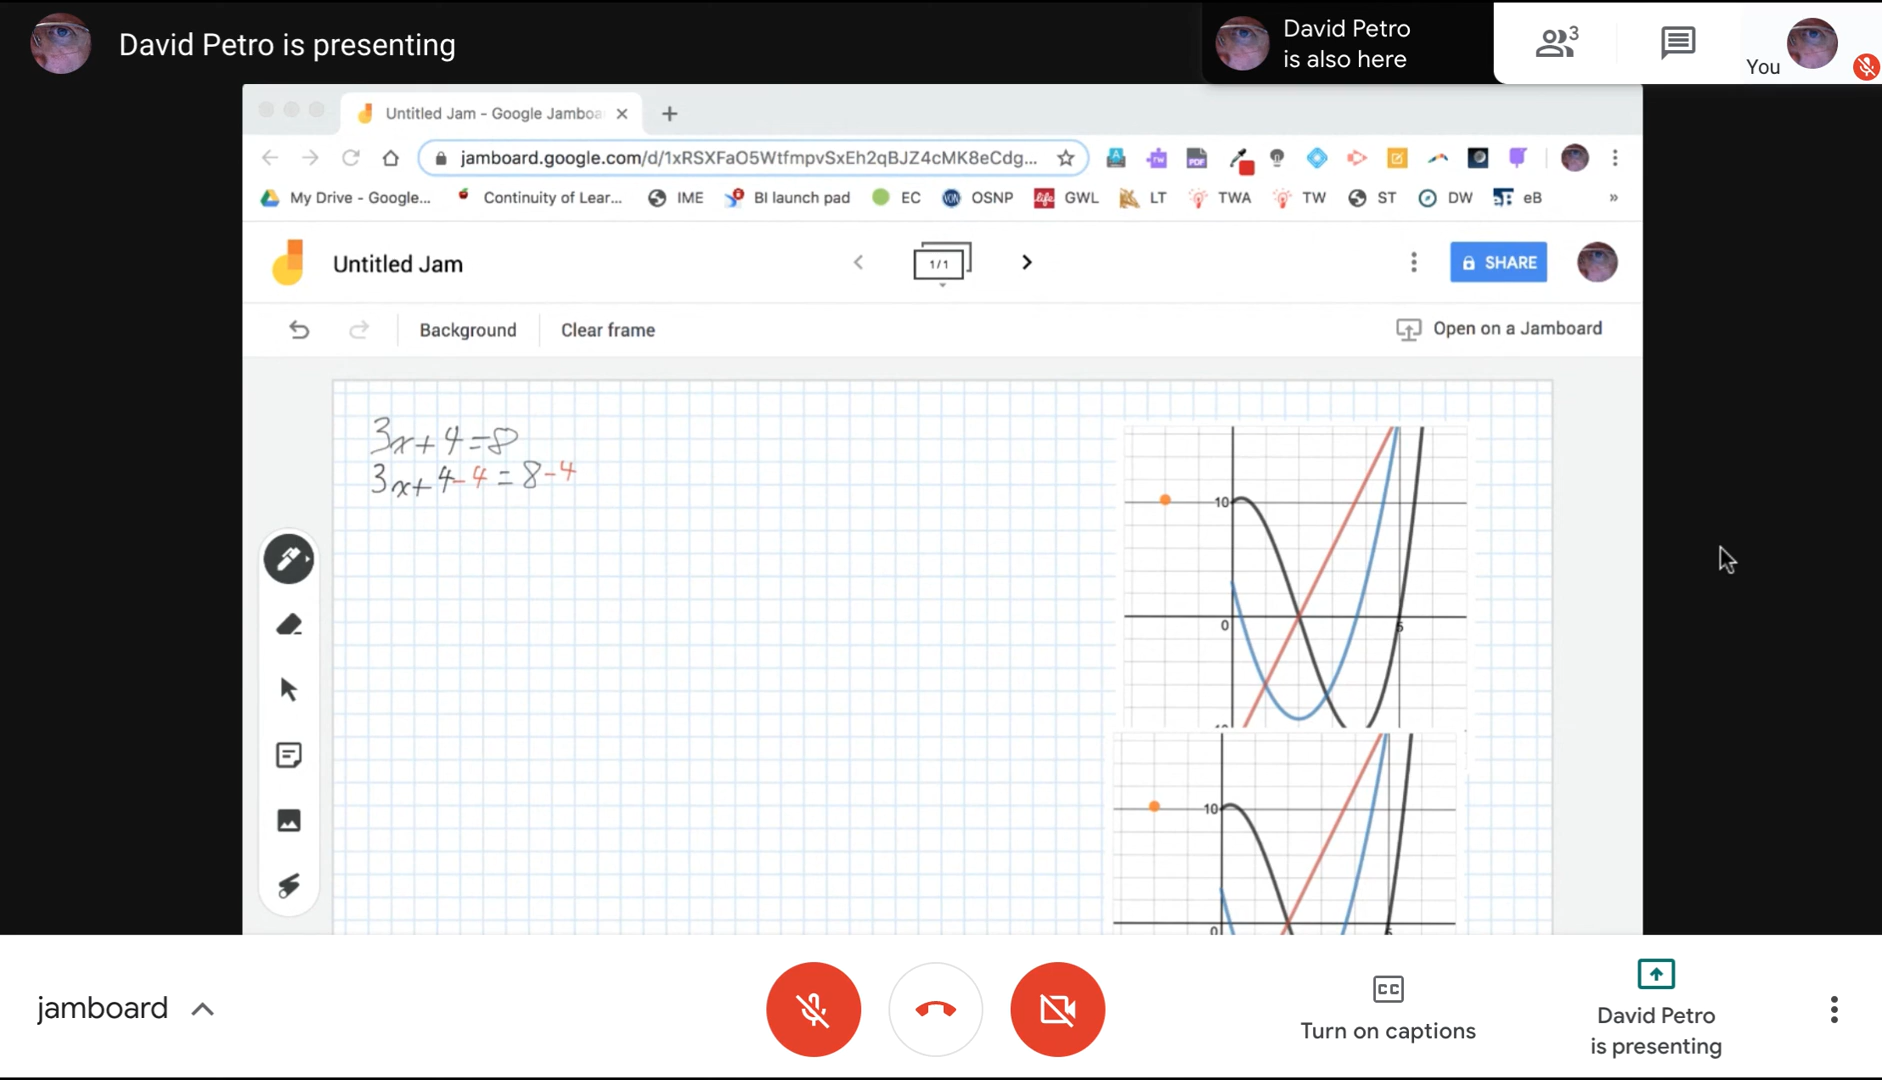 David Petro is presenting
David Petro
is also here
3
You
Untitled Jam - Google Jamboa
jamboard.google.com/d/1xRSXFaO5WtfmpvSxEh2qBJZ4cMK8eCdg...
My Drive - Google...
Continuity of Lear...
IME
BI launch pad
EC
OSNP
GWL
LT
TWA
TW
ST
DW
eB
»
Untitled Jam
1/1
SHARE
Background
Clear frame
Open on a Jamboard
3x+4=8
3x+4-4=8-4
10
0
5
10
0
jamboard
CC
Turn on captions
David Petro
is presenting